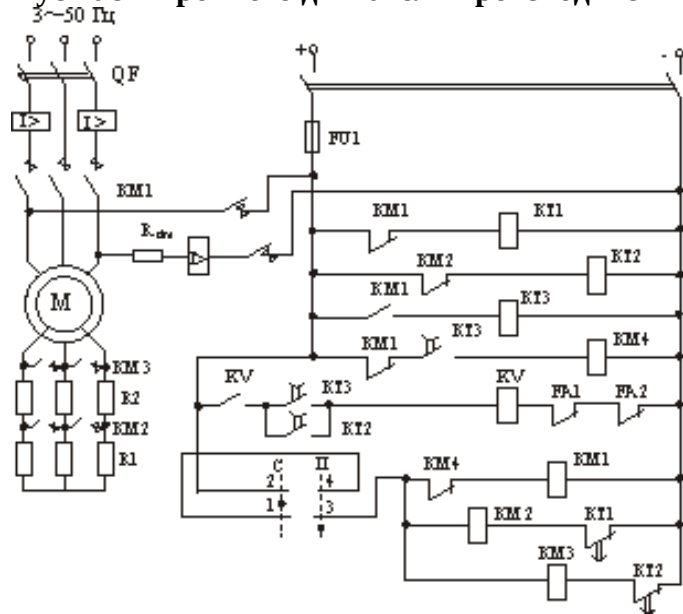 3~50 Гц
+
-
QF
I>
I>
FU1
KM1
KM1
KT1
KM2
KT2
I>
M
KM1
KT3
KM1
KT3
KM4
KM3
KV
KT3
KV
FA1
FA2
R2
KT2
KM2
R1
С
П
2
4
1
3
KM4
KM1
KM2
KT1
KM3
KT2